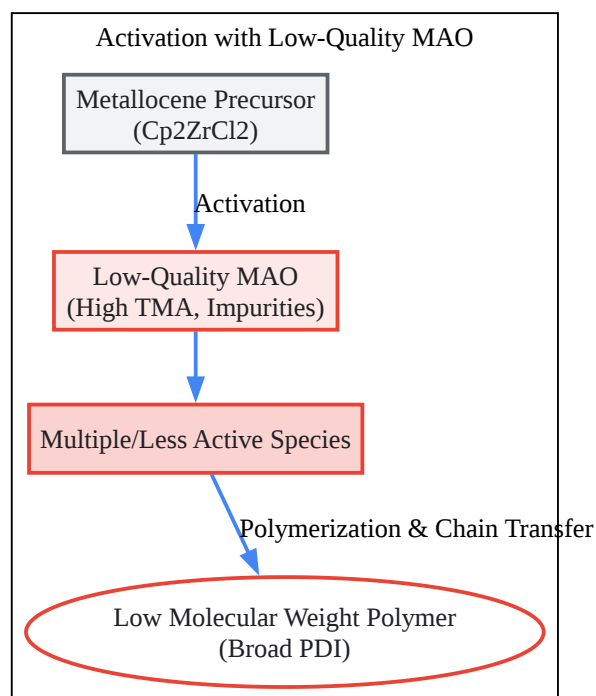 Activation with Low-Quality MAO
Metallocene Precursor
(Cp2ZrCl2)
Activation
Low-Quality MAO
(High TMA, Impurities)
Multiple/Less Active Species
Polymerization & Chain Transfer
Low Molecular Weight Polymer
(Broad PDI)